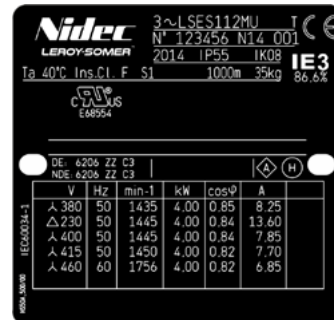 Nidec
LEROY-SOMER
3~LSES112MU T CE
N° 123456 N14 001
2014 IP55 IK08
IE3
86,6%
Ta 40°C Ins.Cl. F S1 1000m 35kg
c UR US
E68554
DE: 6206 ZZ C3
NDE: 6206 ZZ C3
A H
IEC60034-1
V Hz min-1 kW cosφ A
⅄ 380 50 1435 4.00 0.85 8.25
△ 230 50 1445 4.00 0.84 13.60
⅄ 400 50 1445 4.00 0.84 7.85
⅄ 415 50 1450 4.00 0.82 7.70
⅄ 460 60 1756 4.00 0.82 6.85